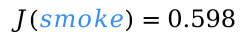 J(smoke) = 0.598